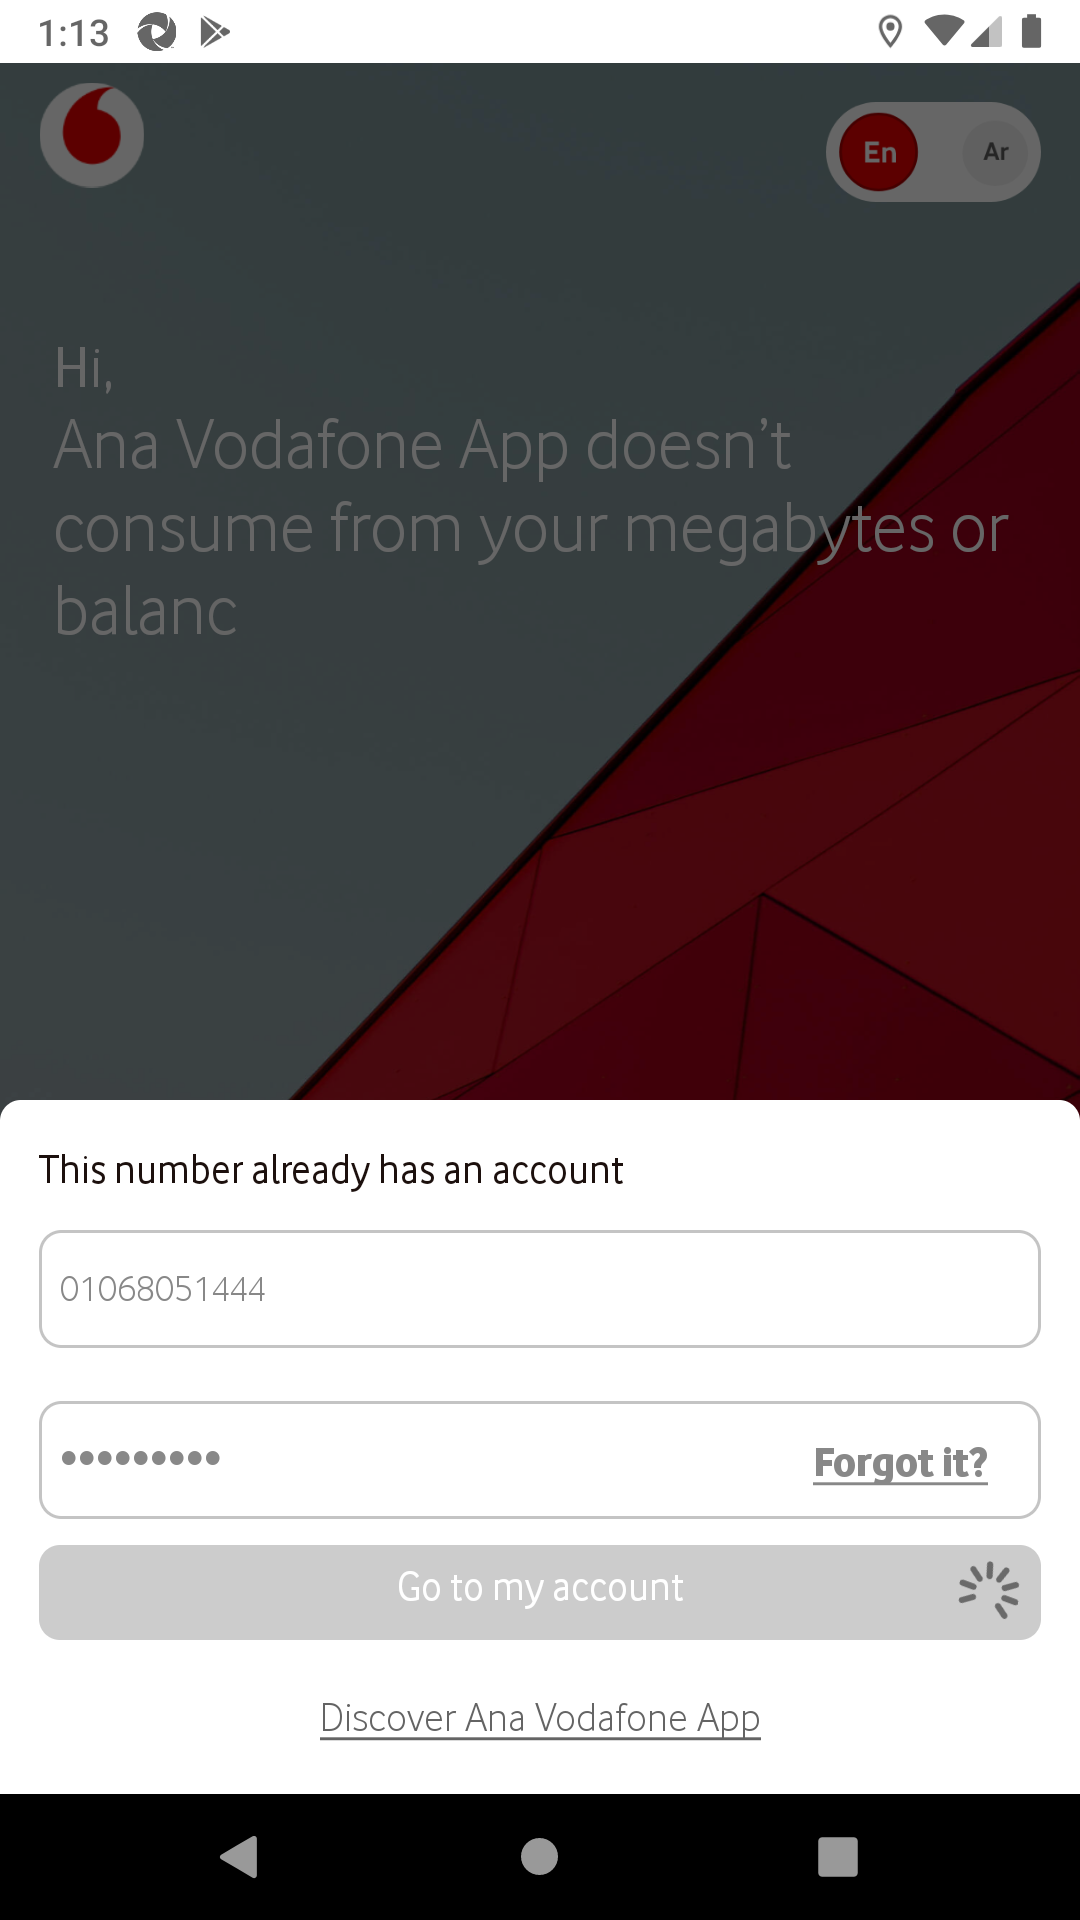 1:13
En
Ar
Hi,
Ana Vodafone App doesn't
consume from your megabytes or
balanc
This number already has an account
01068051444
•••••••••
Forgot it?
Go to my account
Discover Ana Vodafone App